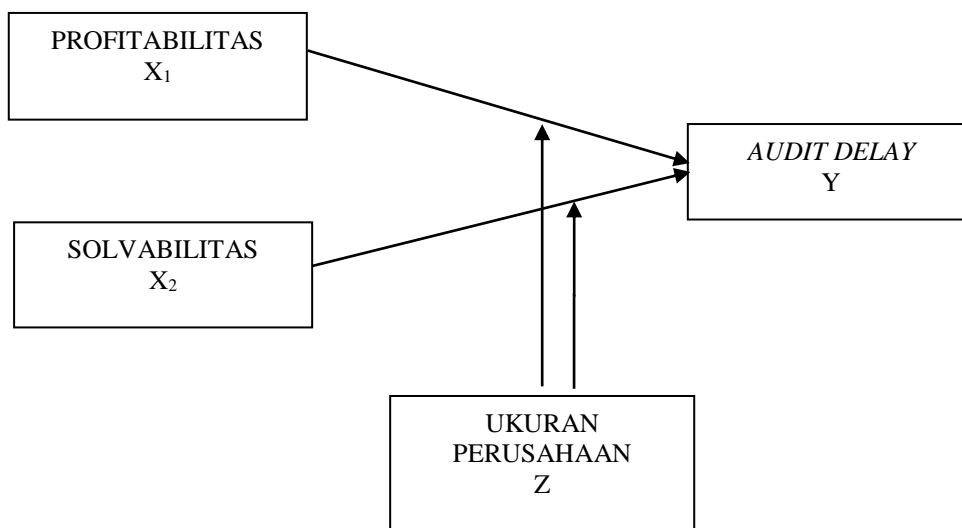 PROFITABILITAS
X₁
AUDIT DELAY
Y
SOLVABILITAS
X₂
UKURAN
PERUSAHAAN
Z